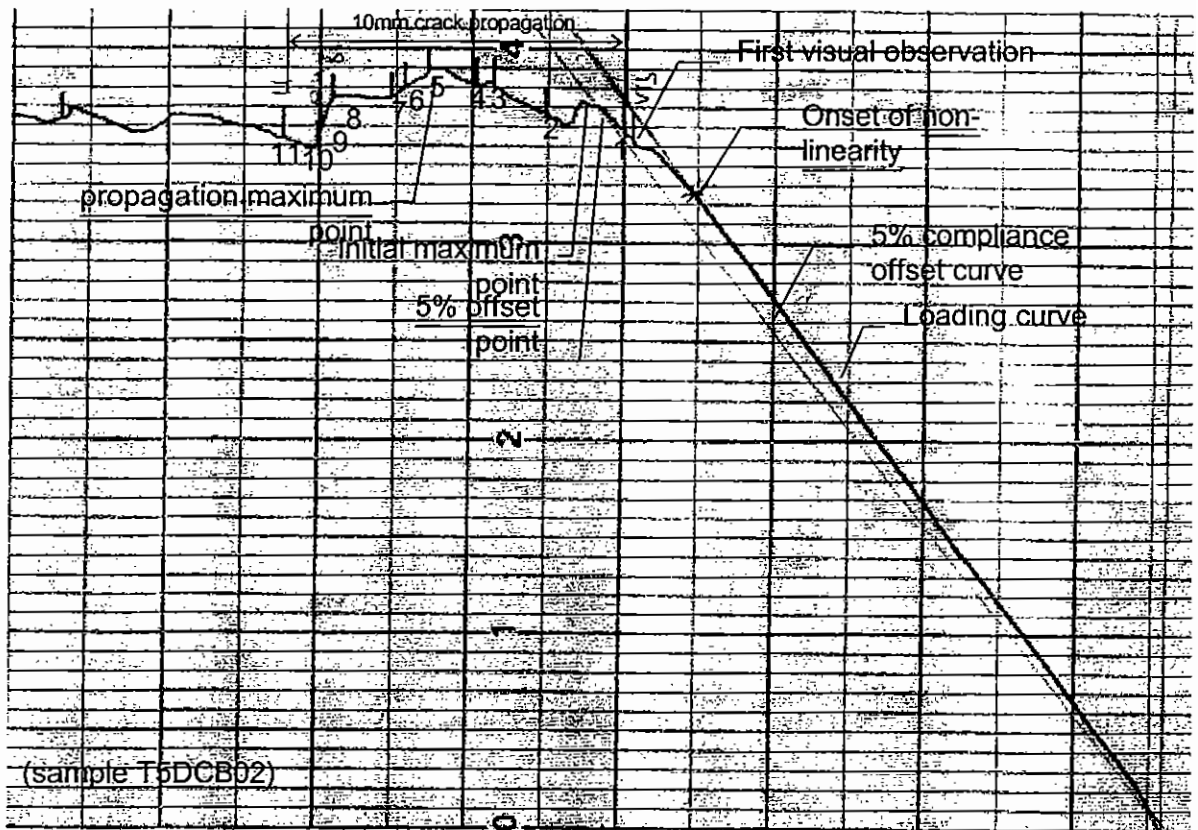 10mm crack propagation
4
First visual observation
VIS
5
7 6
4 3
8
2
9
1
11 10
Onset of non-
linearity
propagation maximum
point
Initial maximum
point
3
5% compliance
offset curve
5% offset
point
Loading curve
2
1
(sample T5DCB02)
0